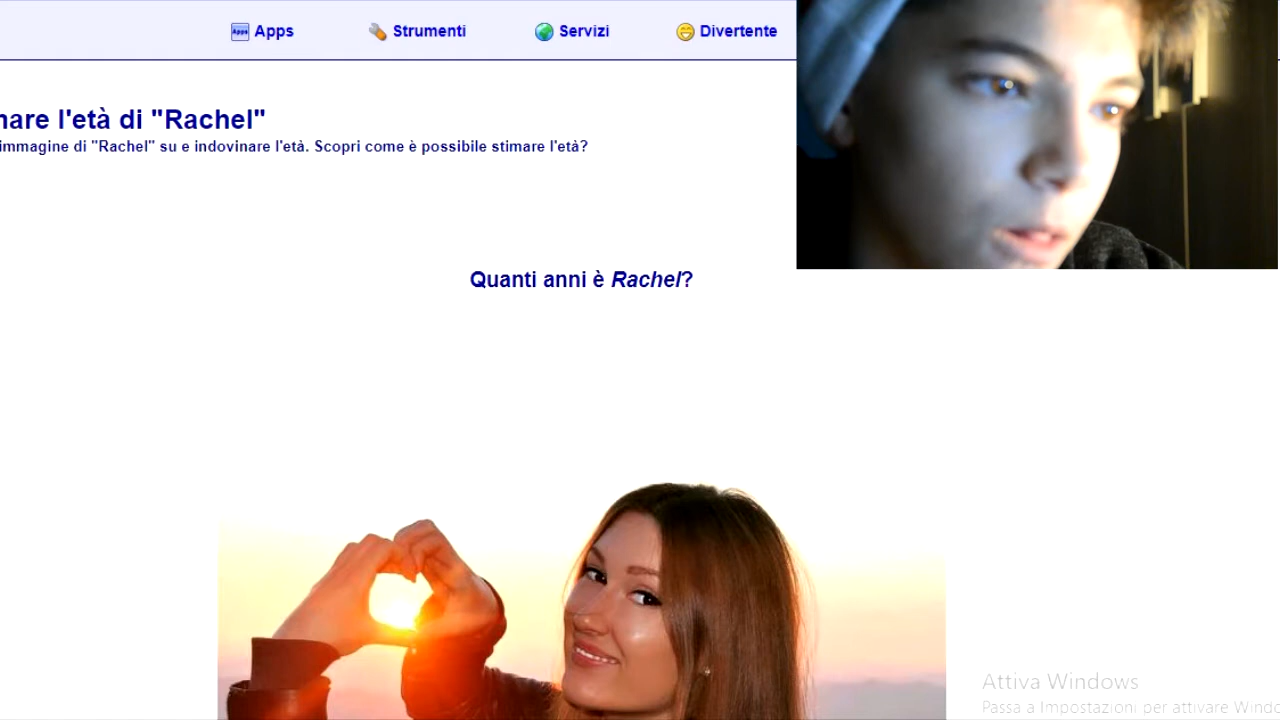 Apps Strumenti Servizi Divertente
are l'età di "Rachel"
immagine di "Rachel" su e indovinare l'età. Scopri come è possibile stimare l'età?
Quanti anni è Rachel?
Attiva Windows
Passa a Impostazioni per attivare Windo